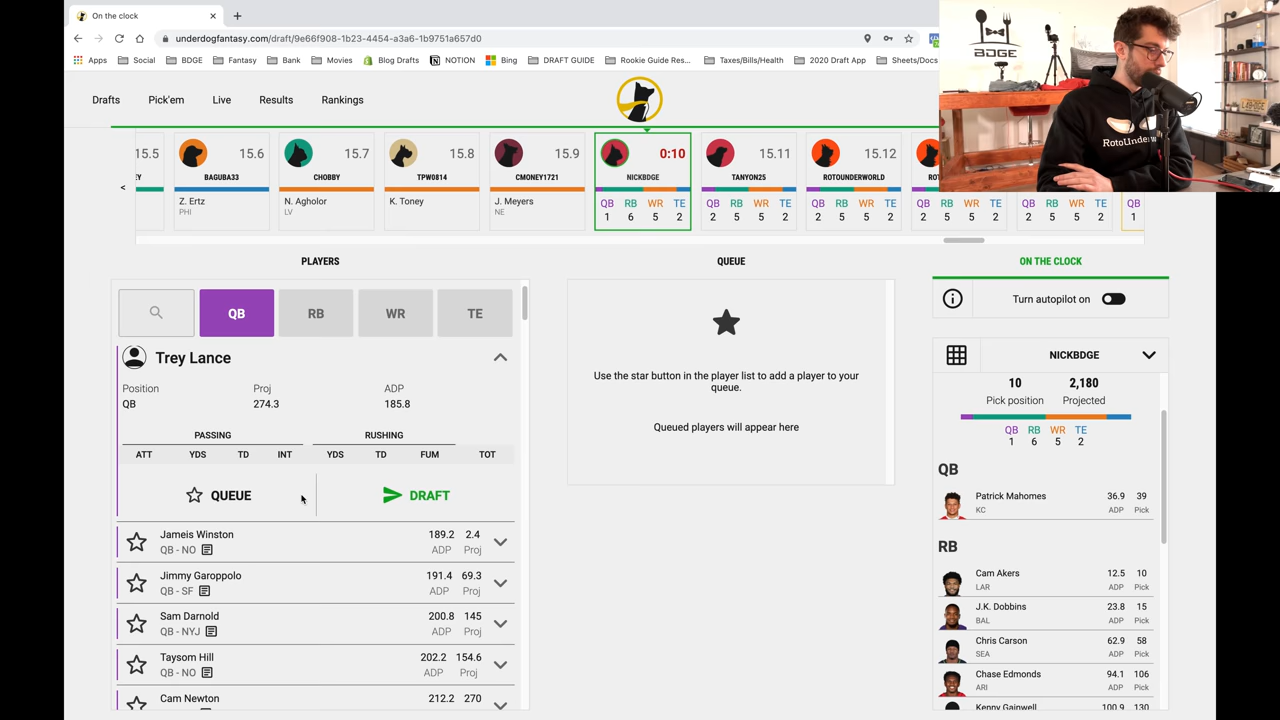 On the clock
underdogfantasy.com/draft/9e66f908-1b23-4454-a3a6-1b9751a657d0
Apps Social BDGE Fantasy Banks Movies Blog Drafts NOTION Bing DRAFT GUIDE Rookie Guide Res... Taxes/Bills/Health 2020 Draft App Sheets/Docs
BDGE
RotoUnderw
Drafts Pick'em Live Results Rankings
15.5 15.6 15.7 15.8 15.9 0:10 15.11 15.12
BAGUBA33 CHOBBY TPW0814 CMONEY1721 NICKBDGE TANYON25 ROTOUNDERWORLD
Z. Ertz N. Agholor K. Toney J. Meyers QB RB WR TE QB RB WR TE QB RB WR TE QB RB WR TE QB RB WR TE QB
PHI LV NE 1 6 5 2 2 5 5 2 2 5 5 2 2 5 5 2 2 5 5 2 1
PLAYERS
QUEUE
ON THE CLOCK
QB RB WR TE
Trey Lance
Position Proj ADP
QB 274.3 185.8
PASSING RUSHING
ATT YDS TD INT YDS TD FUM TOT
QUEUE DRAFT
Jameis Winston 189.2 2.4
QB - NO ADP Proj
Jimmy Garoppolo 191.4 69.3
QB - SF ADP Proj
Sam Darnold 200.8 145
QB - NYJ ADP Proj
Taysom Hill 202.2 154.6
QB - NO ADP Proj
Cam Newton 212.2 270
Use the star button in the player list to add a player to your
queue.
Queued players will appear here
Turn autopilot on
NICKBDGE
10 2,180
Pick position Projected
QB RB WR TE
1 6 5 2
QB
Patrick Mahomes 36.9 39
KC ADP Pick
RB
Cam Akers 12.5 10
LAR ADP Pick
J.K. Dobbins 23.8 15
BAL ADP Pick
Chris Carson 62.9 58
SEA ADP Pick
Chase Edmonds 94.1 106
ARI ADP Pick
Kenny Gainwell 100.9 130